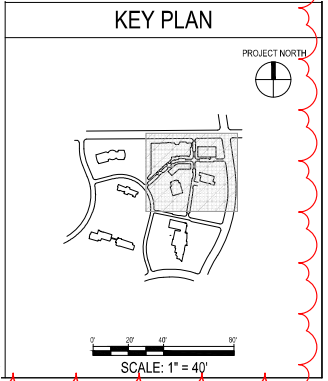 KEY PLAN
PROJECT NORTH
0' 20' 40' 80'
SCALE: 1" = 40'